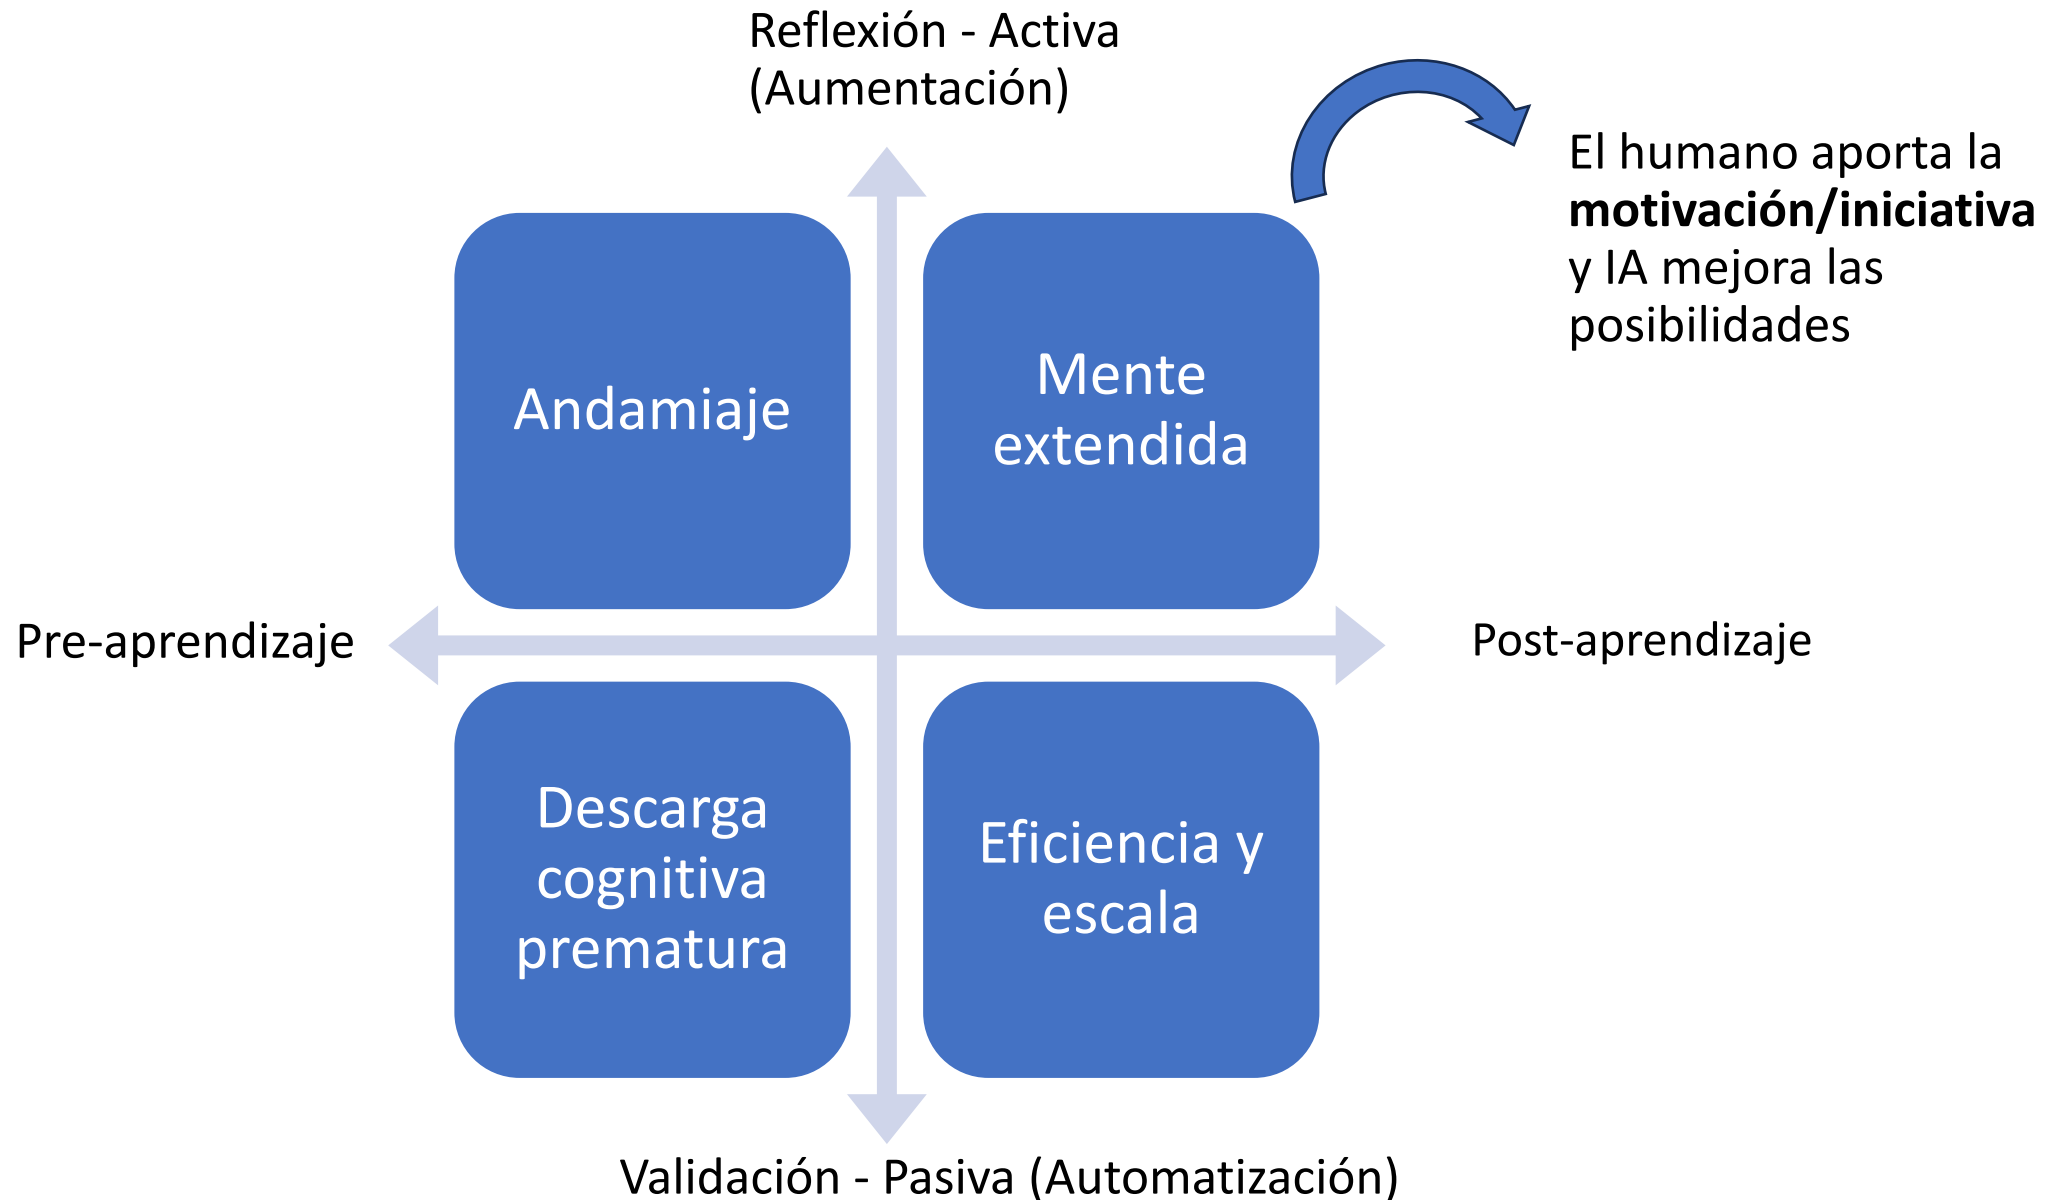 Reflexión - Activa
(Aumentación)
El humano aporta la
motivación/iniciativa
y IA mejora las
posibilidades
Andamiaje
Mente
extendida
Pre-aprendizaje
Post-aprendizaje
Descarga
cognitiva
prematura
Eficiencia y
escala
Validación - Pasiva (Automatización)